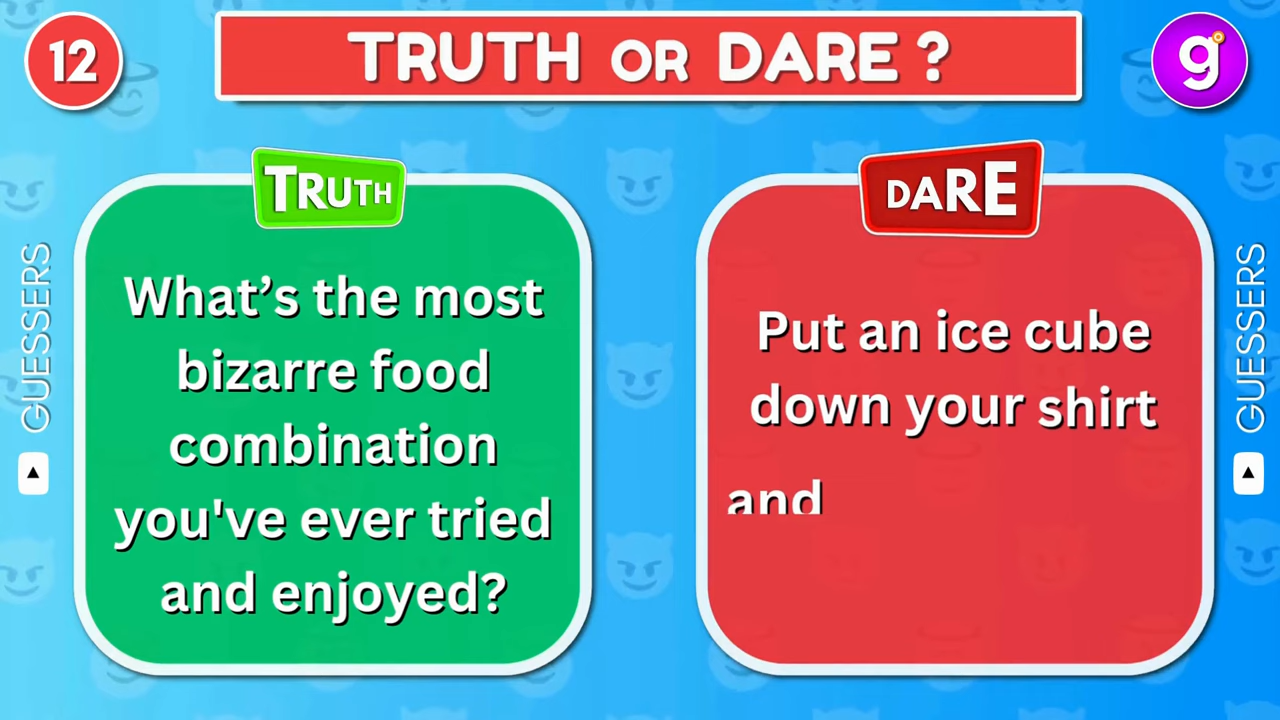 12
TRUTH OR DARE ?
g
TRUTH
What’s the most
bizarre food
combination
you've ever tried
and enjoyed?
DARE
Put an ice cube
down your shirt
and
GUESSERS
GUESSERS